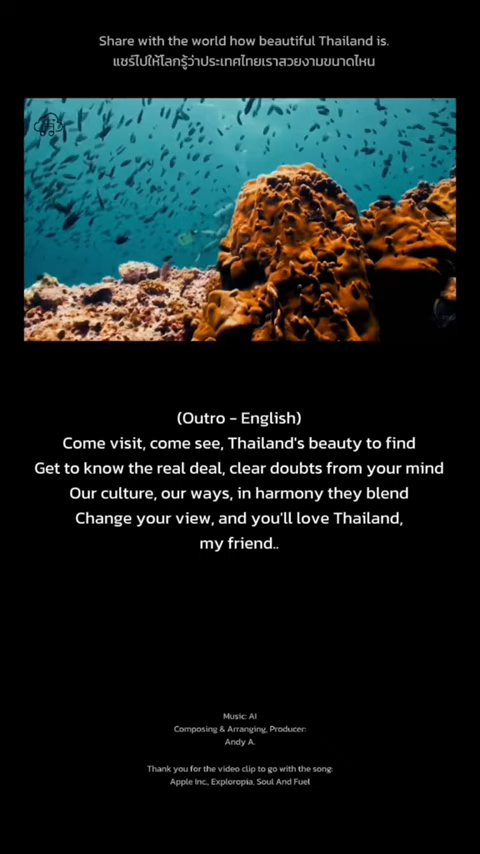 Share with the world how beautiful Thailand is.
แชร์ไปให้โลกรู้ว่าประเทศไทยเราสวยงามขนาดไหน
(Outro - English)
Come visit, come see, Thailand's beauty to find
Get to know the real deal, clear doubts from your mind
Our culture, our ways, in harmony they blend
Change your view, and you'll love Thailand,
my friend..
Music: AI
Composing & Arranging, Producer:
Andy A.
Thank you for the video clip to go with the song:
Apple Inc., Exploropia, Soul And Fuel